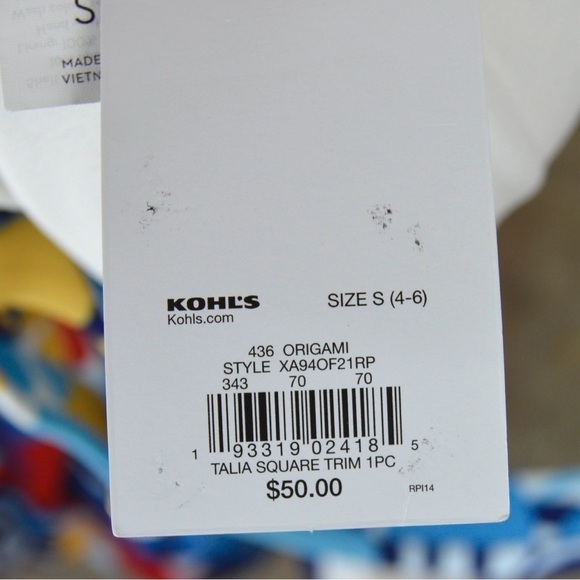 S
MADE
VIETN
KOHL'S
Kohls.com
SIZE S (4-6)
436 ORIGAMI
STYLE XA94OF21RP
343 70 70
1 93319 02418 5
TALIA SQUARE TRIM 1PC
$50.00
RPI14